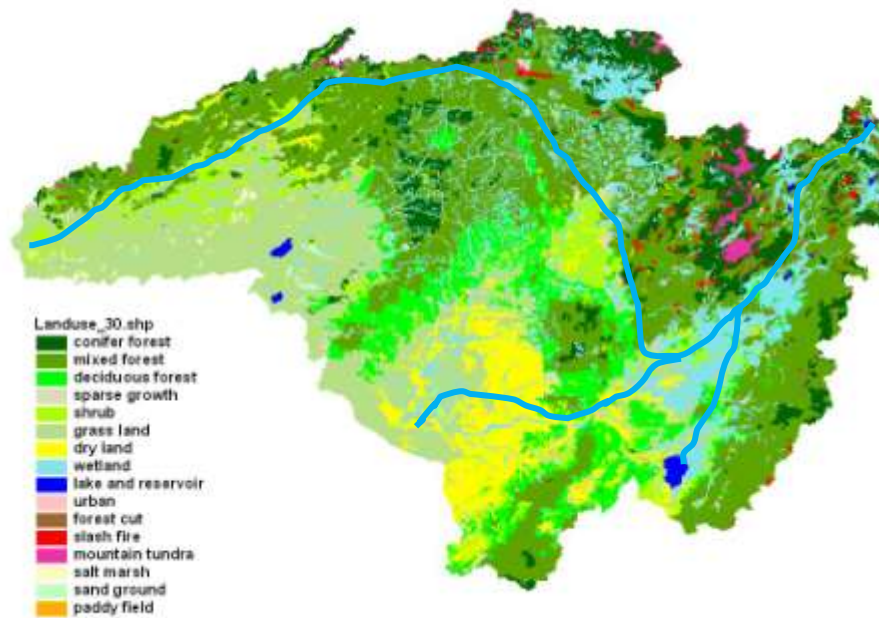 Landuse_30.shp
conifer forest
mixed forest
deciduous forest
sparse growth
shrub
grass land
dry land
wetland
lake and reservoir
urban
forest cut
slash fire
mountain tundra
salt marsh
sand ground
paddy field